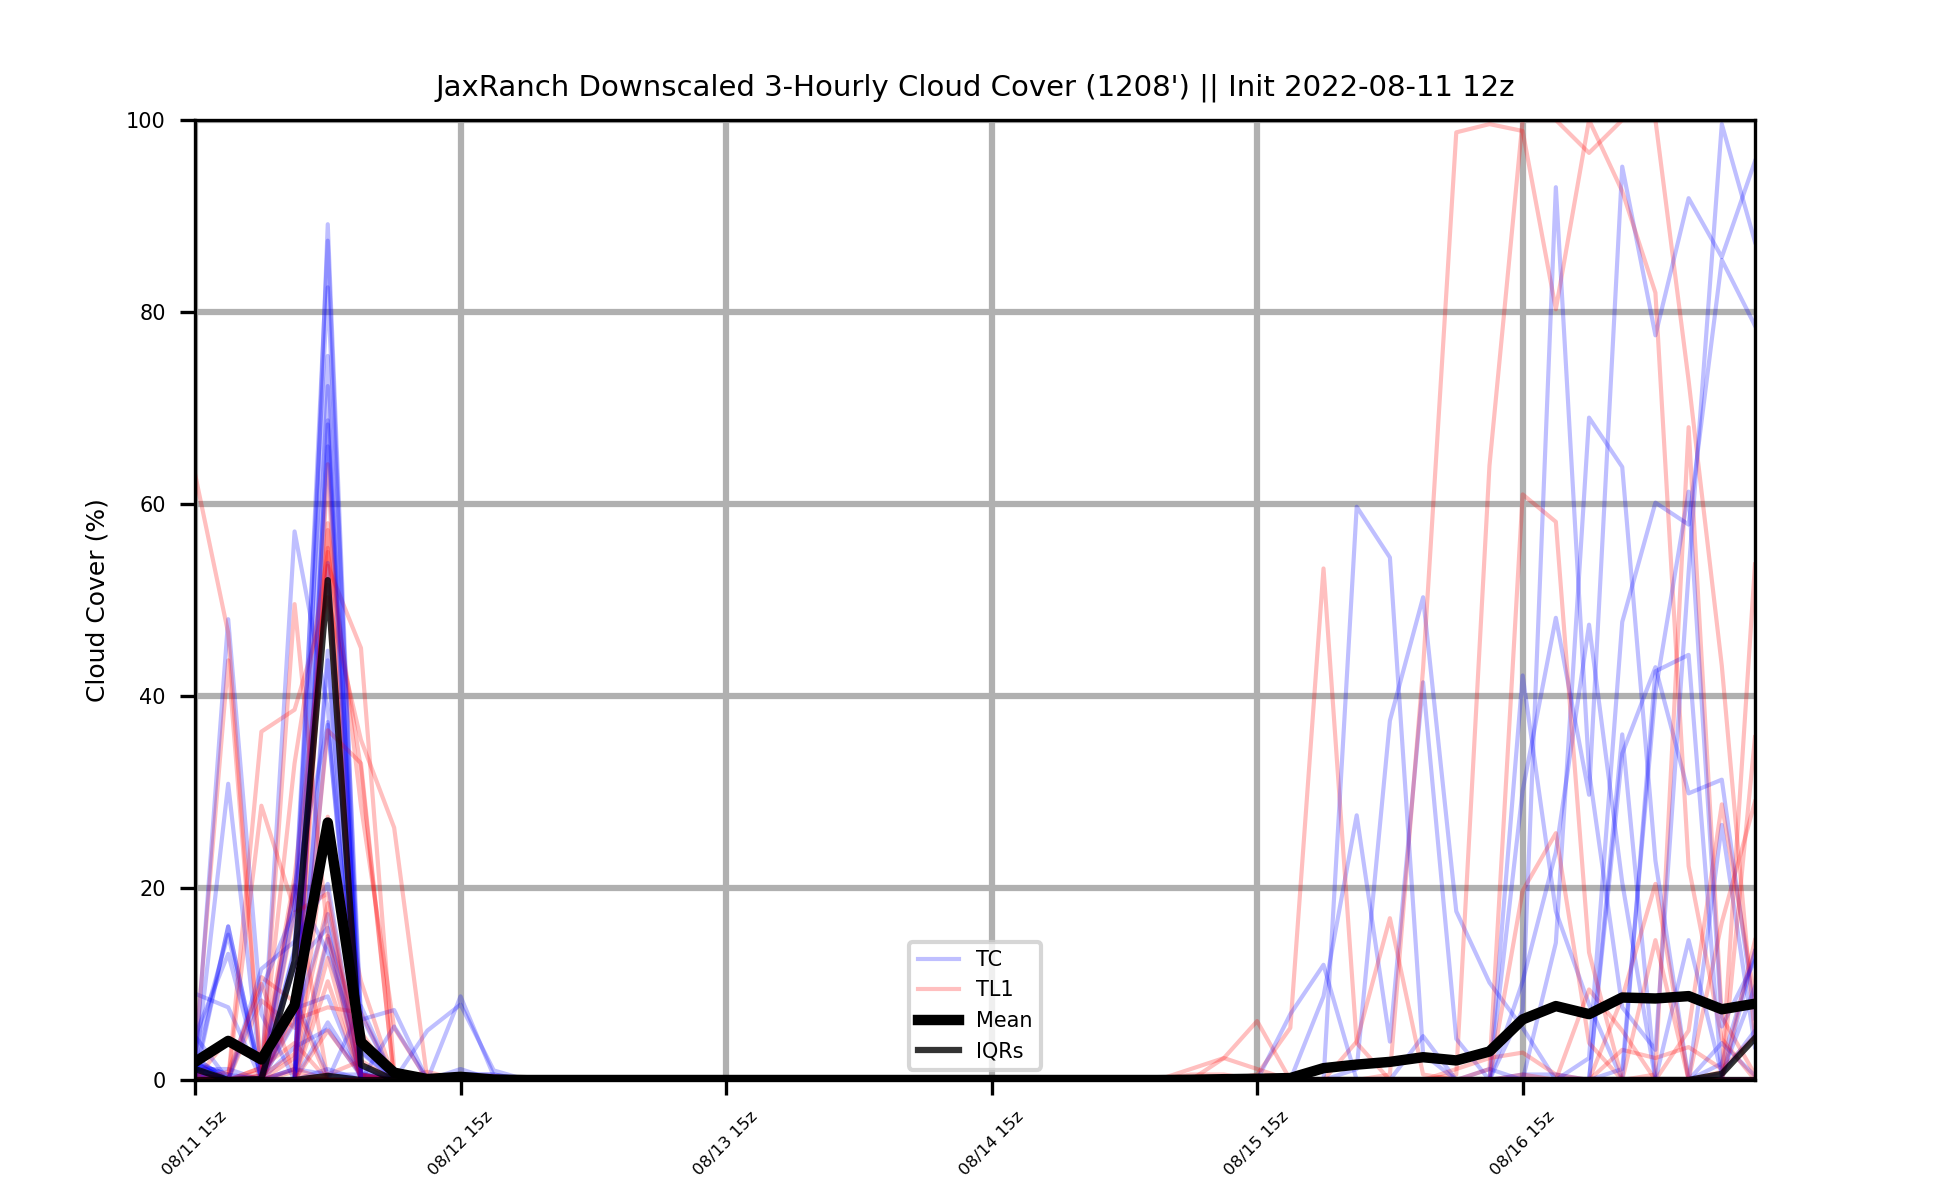 JaxRanch Downscaled 3-Hourly Cloud Cover (1208') || Init 2022-08-11 12z
Cloud Cover (%)
100
80
60
40
20
0
TC
TL1
Mean
IQRs
08/11 15z
08/12 15z
08/13 15z
08/14 15z
08/15 15z
08/16 15z